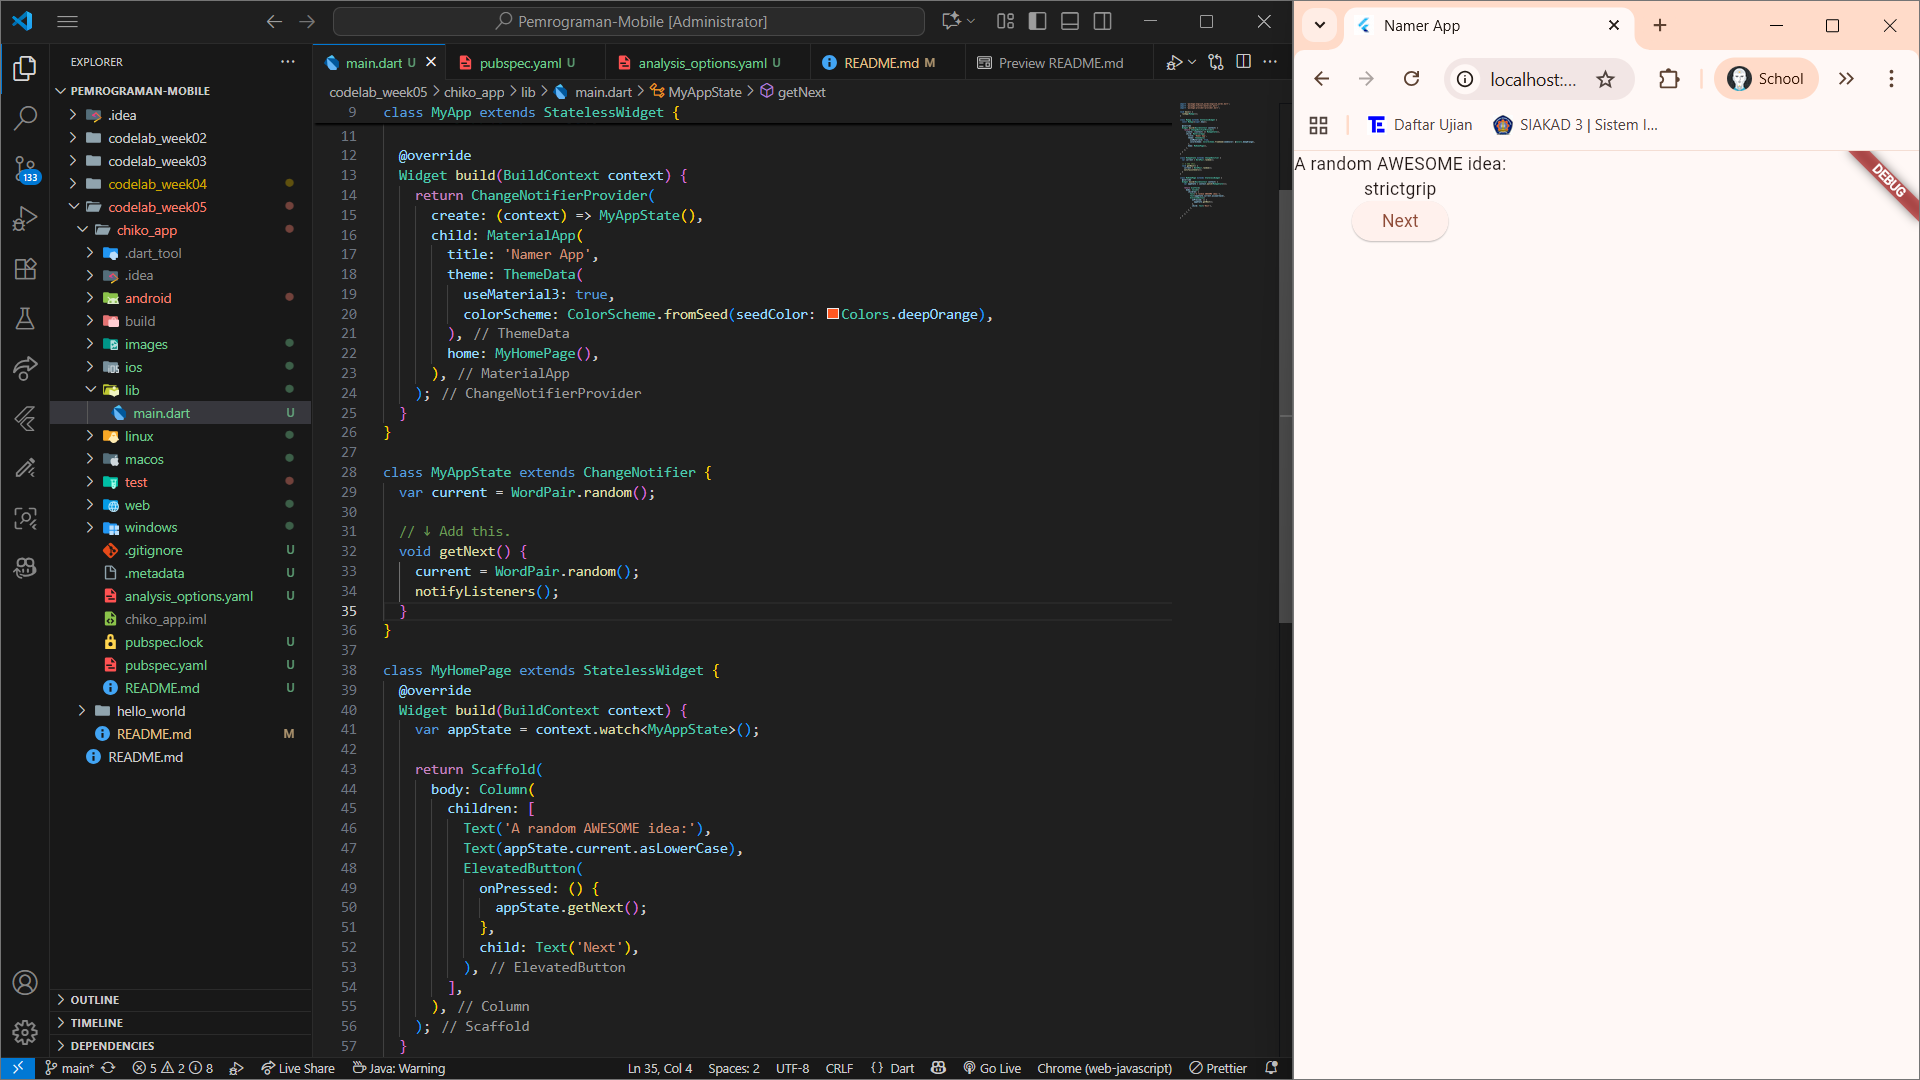 Pemrograman-Mobile [Administrator]
EXPLORER
PEMROGRAMAN-MOBILE
.idea
codelab_week02
codelab_week03
codelab_week04
codelab_week05
chiko_app
.dart_tool
.idea
android
build
images
ios
lib
main.dart U
linux
macos
test
web
windows
.gitignore U
.metadata U
analysis_options.yaml U
chiko_app.iml
pubspec.lock U
pubspec.yaml U
README.md U
hello_world
README.md M
README.md
OUTLINE
TIMELINE
DEPENDENCIES
133
main.dart U
pubspec.yaml U
analysis_options.yaml U
README.md M
Preview README.md
codelab_week05 > chiko_app > lib > main.dart > MyAppState > getNext
9 class MyApp extends StatelessWidget {
11
12 @override
13 Widget build(BuildContext context) {
14 return ChangeNotifierProvider(
15 create: (context) => MyAppState(),
16 child: MaterialApp(
17 title: 'Namer App',
18 theme: ThemeData(
19 useMaterial3: true,
20 colorScheme: ColorScheme.fromSeed(seedColor: Colors.deepOrange),
21 ), // ThemeData
22 home: MyHomePage(),
23 ), // MaterialApp
24 ); // ChangeNotifierProvider
25 }
26 }
27
28 class MyAppState extends ChangeNotifier {
29 var current = WordPair.random();
30
31 // ↓ Add this.
32 void getNext() {
33 current = WordPair.random();
34 notifyListeners();
35 }
36 }
37
38 class MyHomePage extends StatelessWidget {
39 @override
40 Widget build(BuildContext context) {
41 var appState = context.watch<MyAppState>();
42
43 return Scaffold(
44 body: Column(
45 children: [
46 Text('A random AWESOME idea:'),
47 Text(appState.current.asLowerCase),
48 ElevatedButton(
49 onPressed: () {
50 appState.getNext();
51 },
52 child: Text('Next'),
53 ), // ElevatedButton
54 ],
55 ), // Column
56 ); // Scaffold
57 }
main* 5 2 8 Live Share Java: Warning Ln 35, Col 4 Spaces: 2 UTF-8 CRLF {} Dart Go Live Chrome (web-javascript) Prettier
Namer App
localhost:...
School
Daftar Ujian
SIAKAD 3 | Sistem I...
A random AWESOME idea:
strictgrip
Next
DEBUG